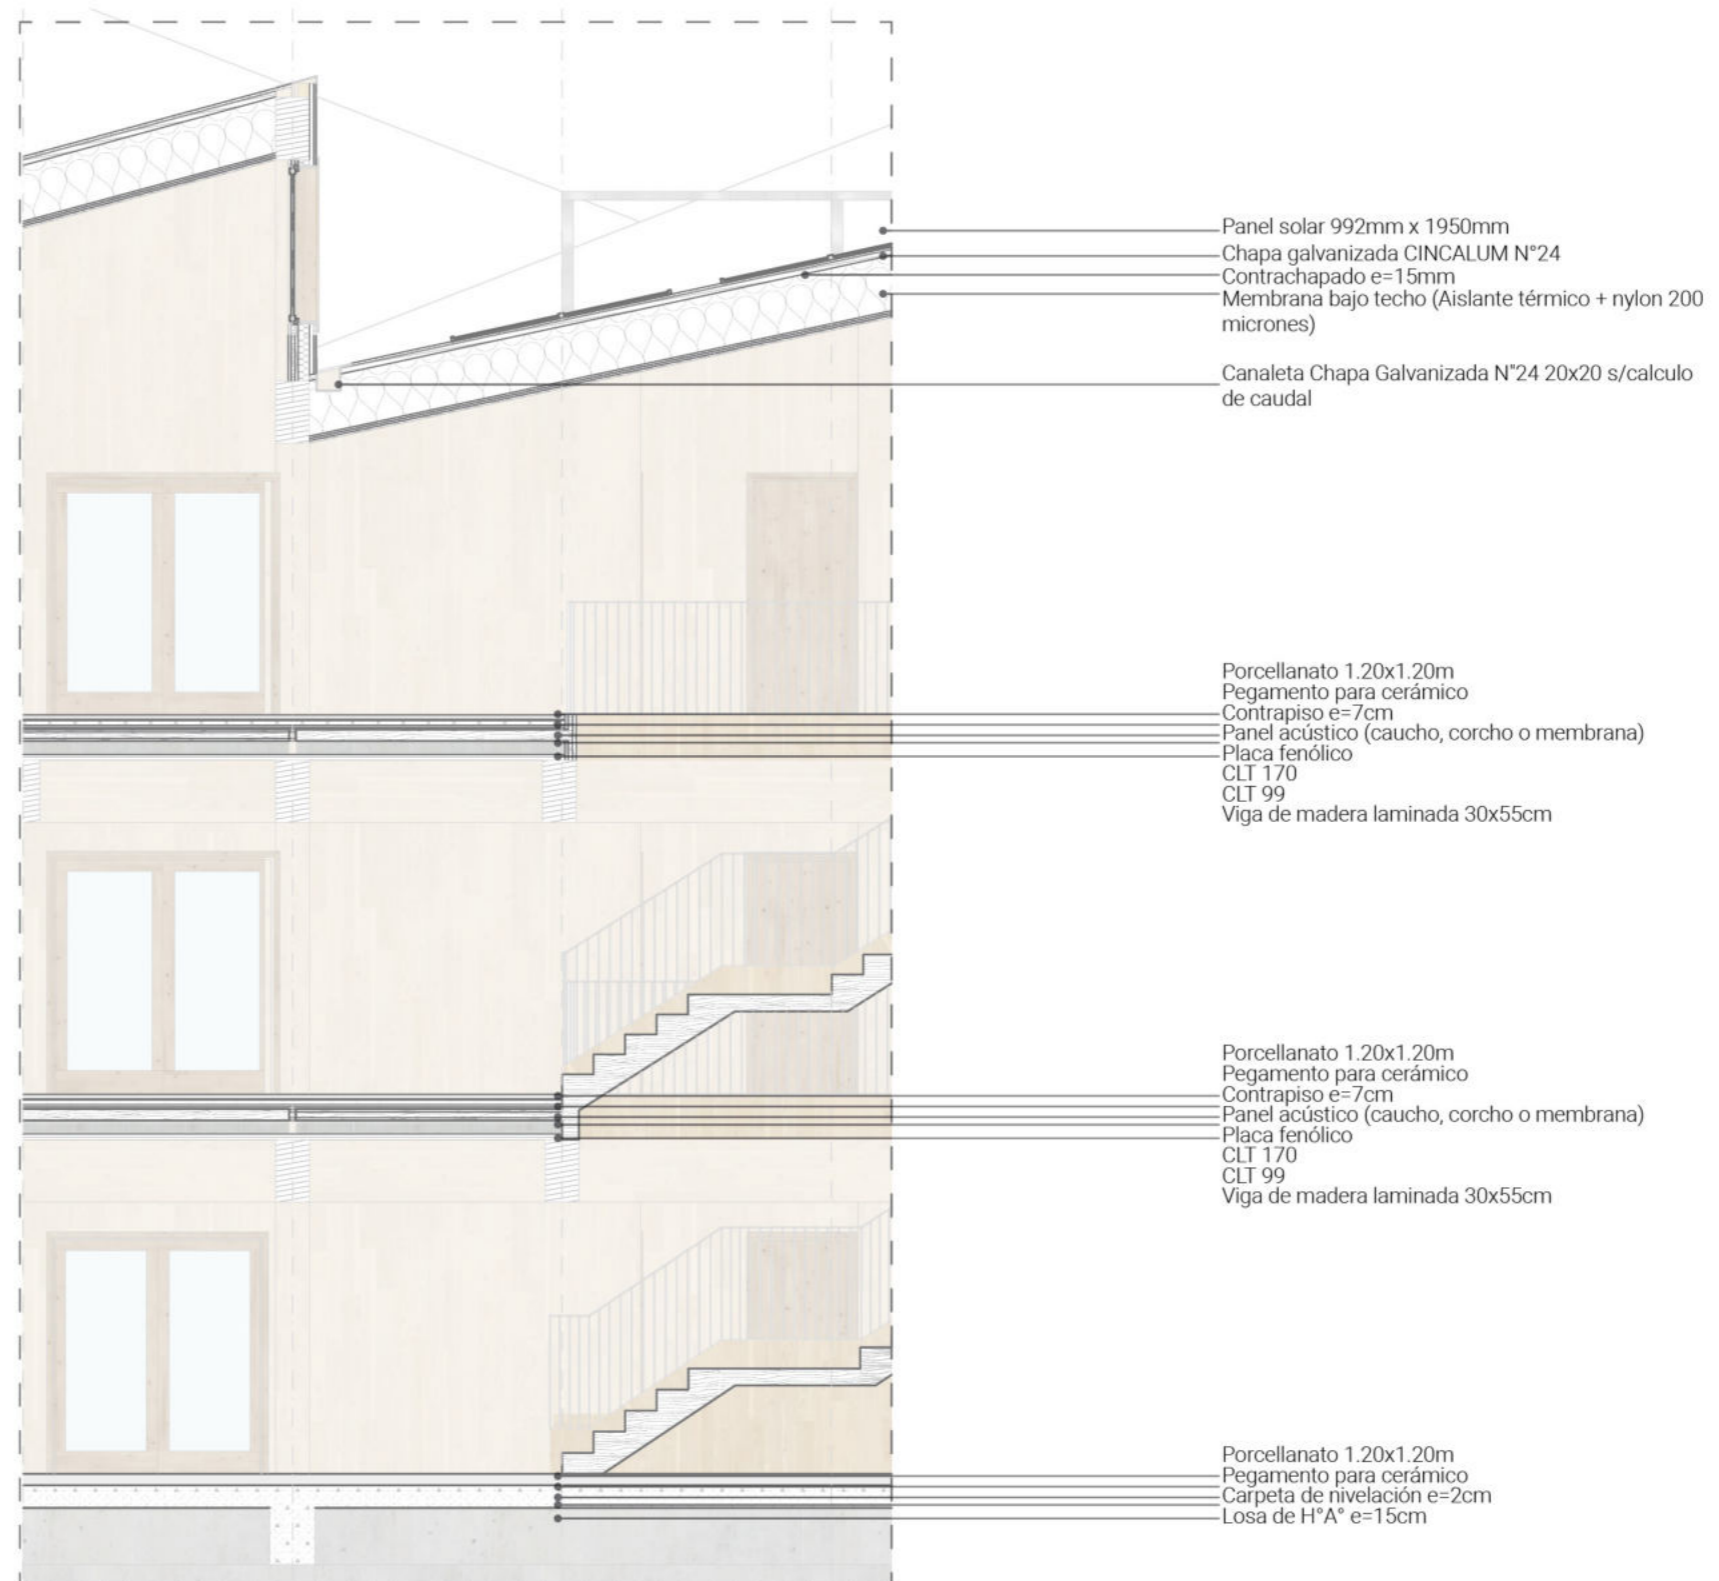 Panel solar 992mm x 1950mm
Chapa galvanizada CINCALUM N°24
Contrachapado e=15mm
Membrana bajo techo (Aislante térmico + nylon 200
micrones)
Canaleta Chapa Galvanizada N"24 20x20 s/calculo
de caudal
Porcellanato 1.20x1.20m
Pegamento para cerámico
Contrapiso e=7cm
Panel acústico (caucho, corcho o membrana)
Placa fenólico
CLT 170
CLT 99
Viga de madera laminada 30x55cm
Porcellanato 1.20x1.20m
Pegamento para cerámico
Contrapiso e=7cm
Panel acústico (caucho, corcho o membrana)
Placa fenólico
CLT 170
CLT 99
Viga de madera laminada 30x55cm
Porcellanato 1.20x1.20m
Pegamento para cerámico
Carpeta de nivelación e=2cm
Losa de H°A° e=15cm